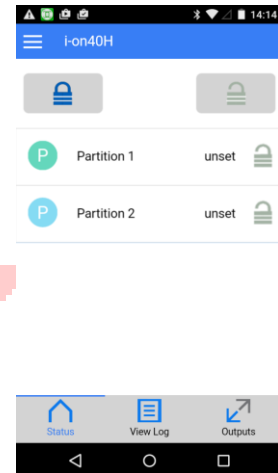 14:14
i-on40H
P Partition 1 unset
P Partition 2 unset
Status View Log Outputs